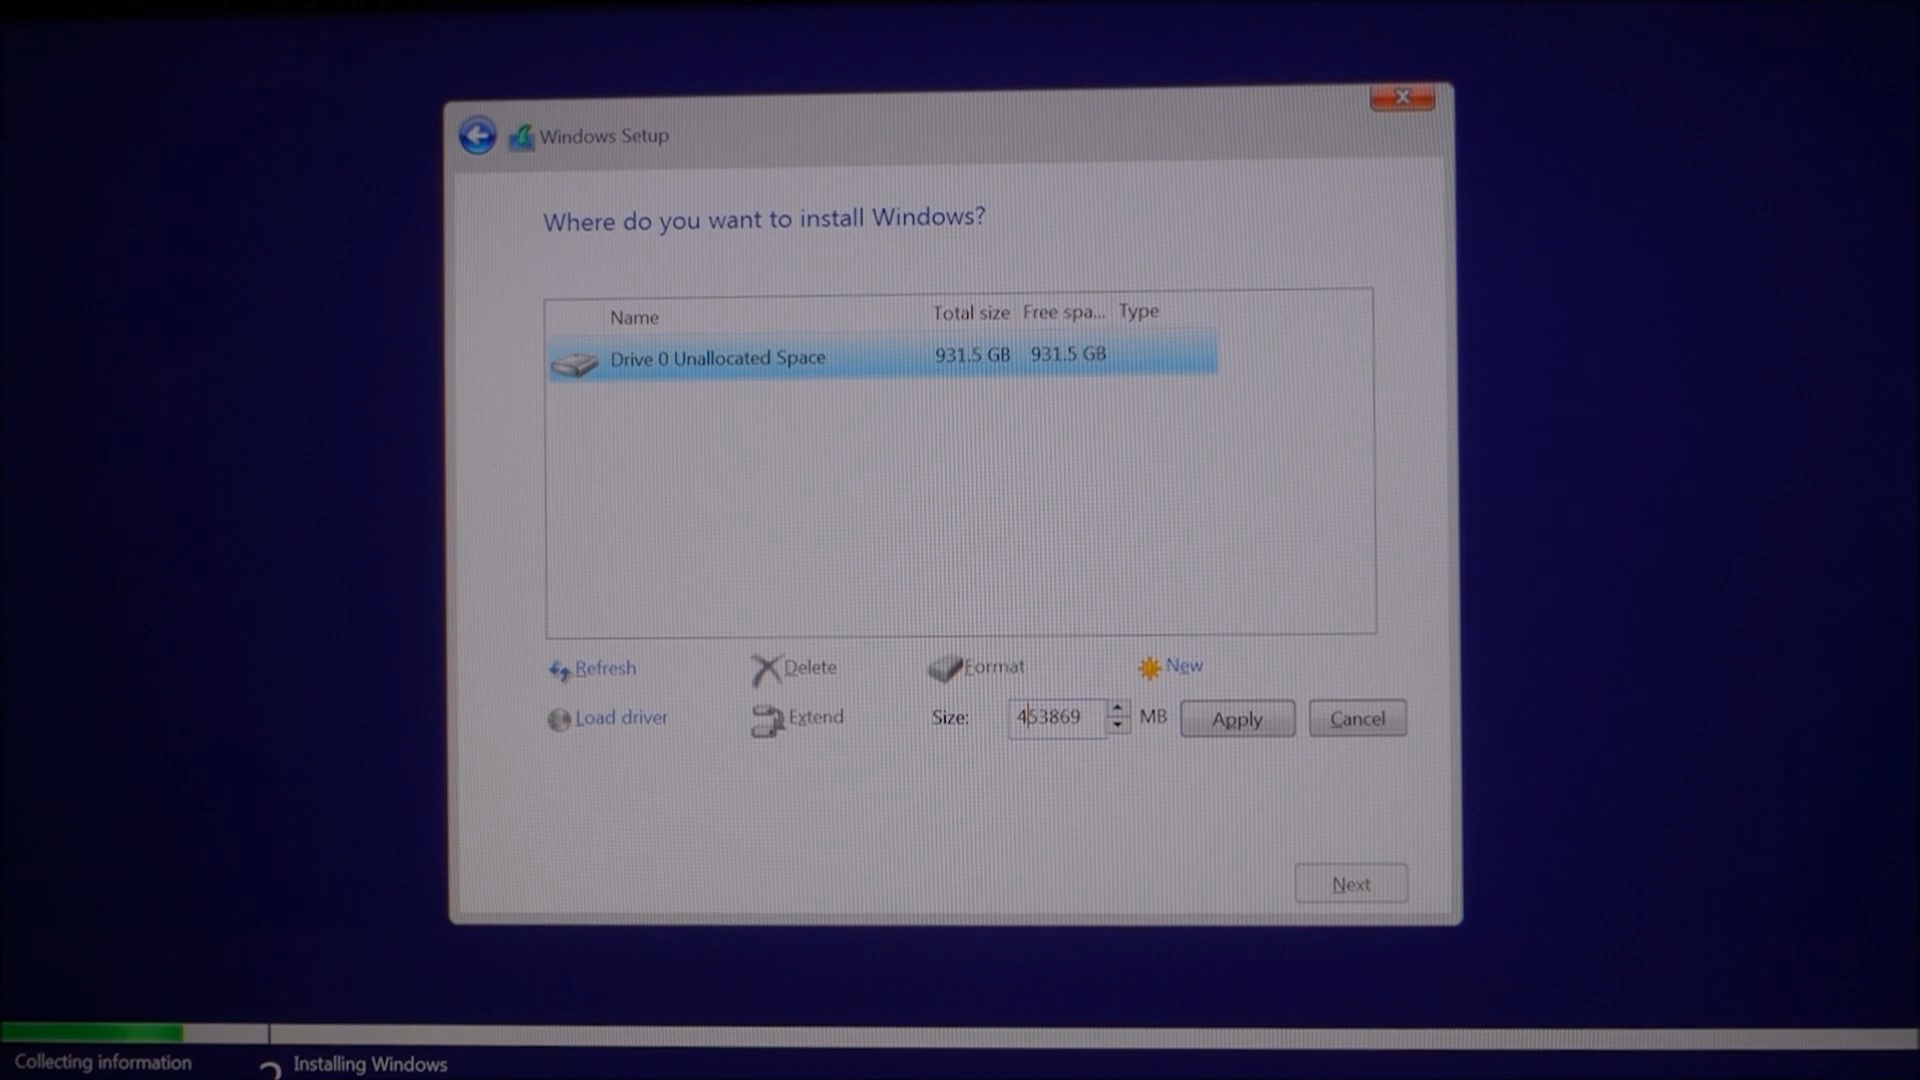 Windows Setup
Where do you want to install Windows?
Name Total size Free spa... Type
Drive 0 Unallocated Space 931.5 GB 931.5 GB
Refresh Delete Format New
Load driver Extend Size: 453869 MB Apply Cancel
Next
Collecting information Installing Windows